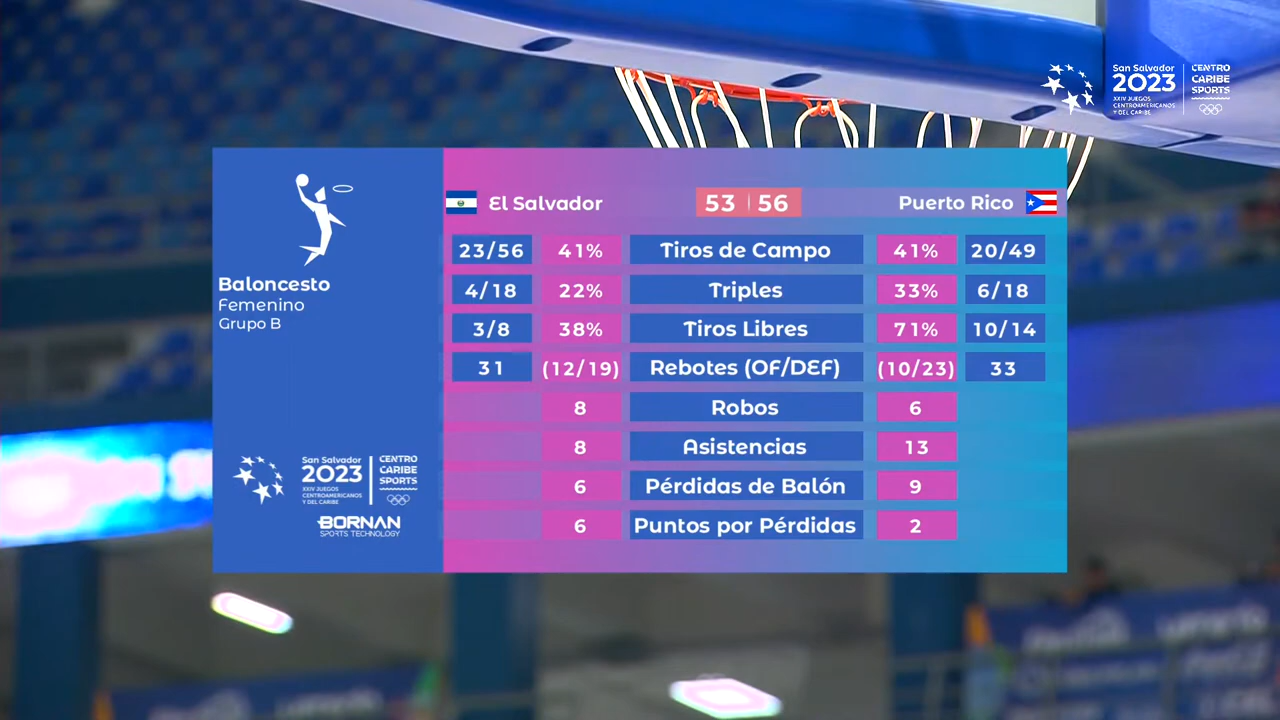 San Salvador
2023
XXIV JUEGOS
CENTROAMERICANOS
Y DEL CARIBE
CENTRO
CARIBE
SPORTS
El Salvador 53 56 Puerto Rico
23/56 41% Tiros de Campo 41% 20/49
4/18 22% Triples 33% 6/18
3/8 38% Tiros Libres 71% 10/14
31 (12/19) Rebotes (OF/DEF) (10/23) 33
8 Robos 6
8 Asistencias 13
6 Pérdidas de Balón 9
6 Puntos por Pérdidas 2
Baloncesto
Femenino
Grupo B
San Salvador
2023
XXIV JUEGOS
CENTROAMERICANOS
Y DEL CARIBE
CENTRO
CARIBE
SPORTS
BORNAN
SPORTS TECHNOLOGY